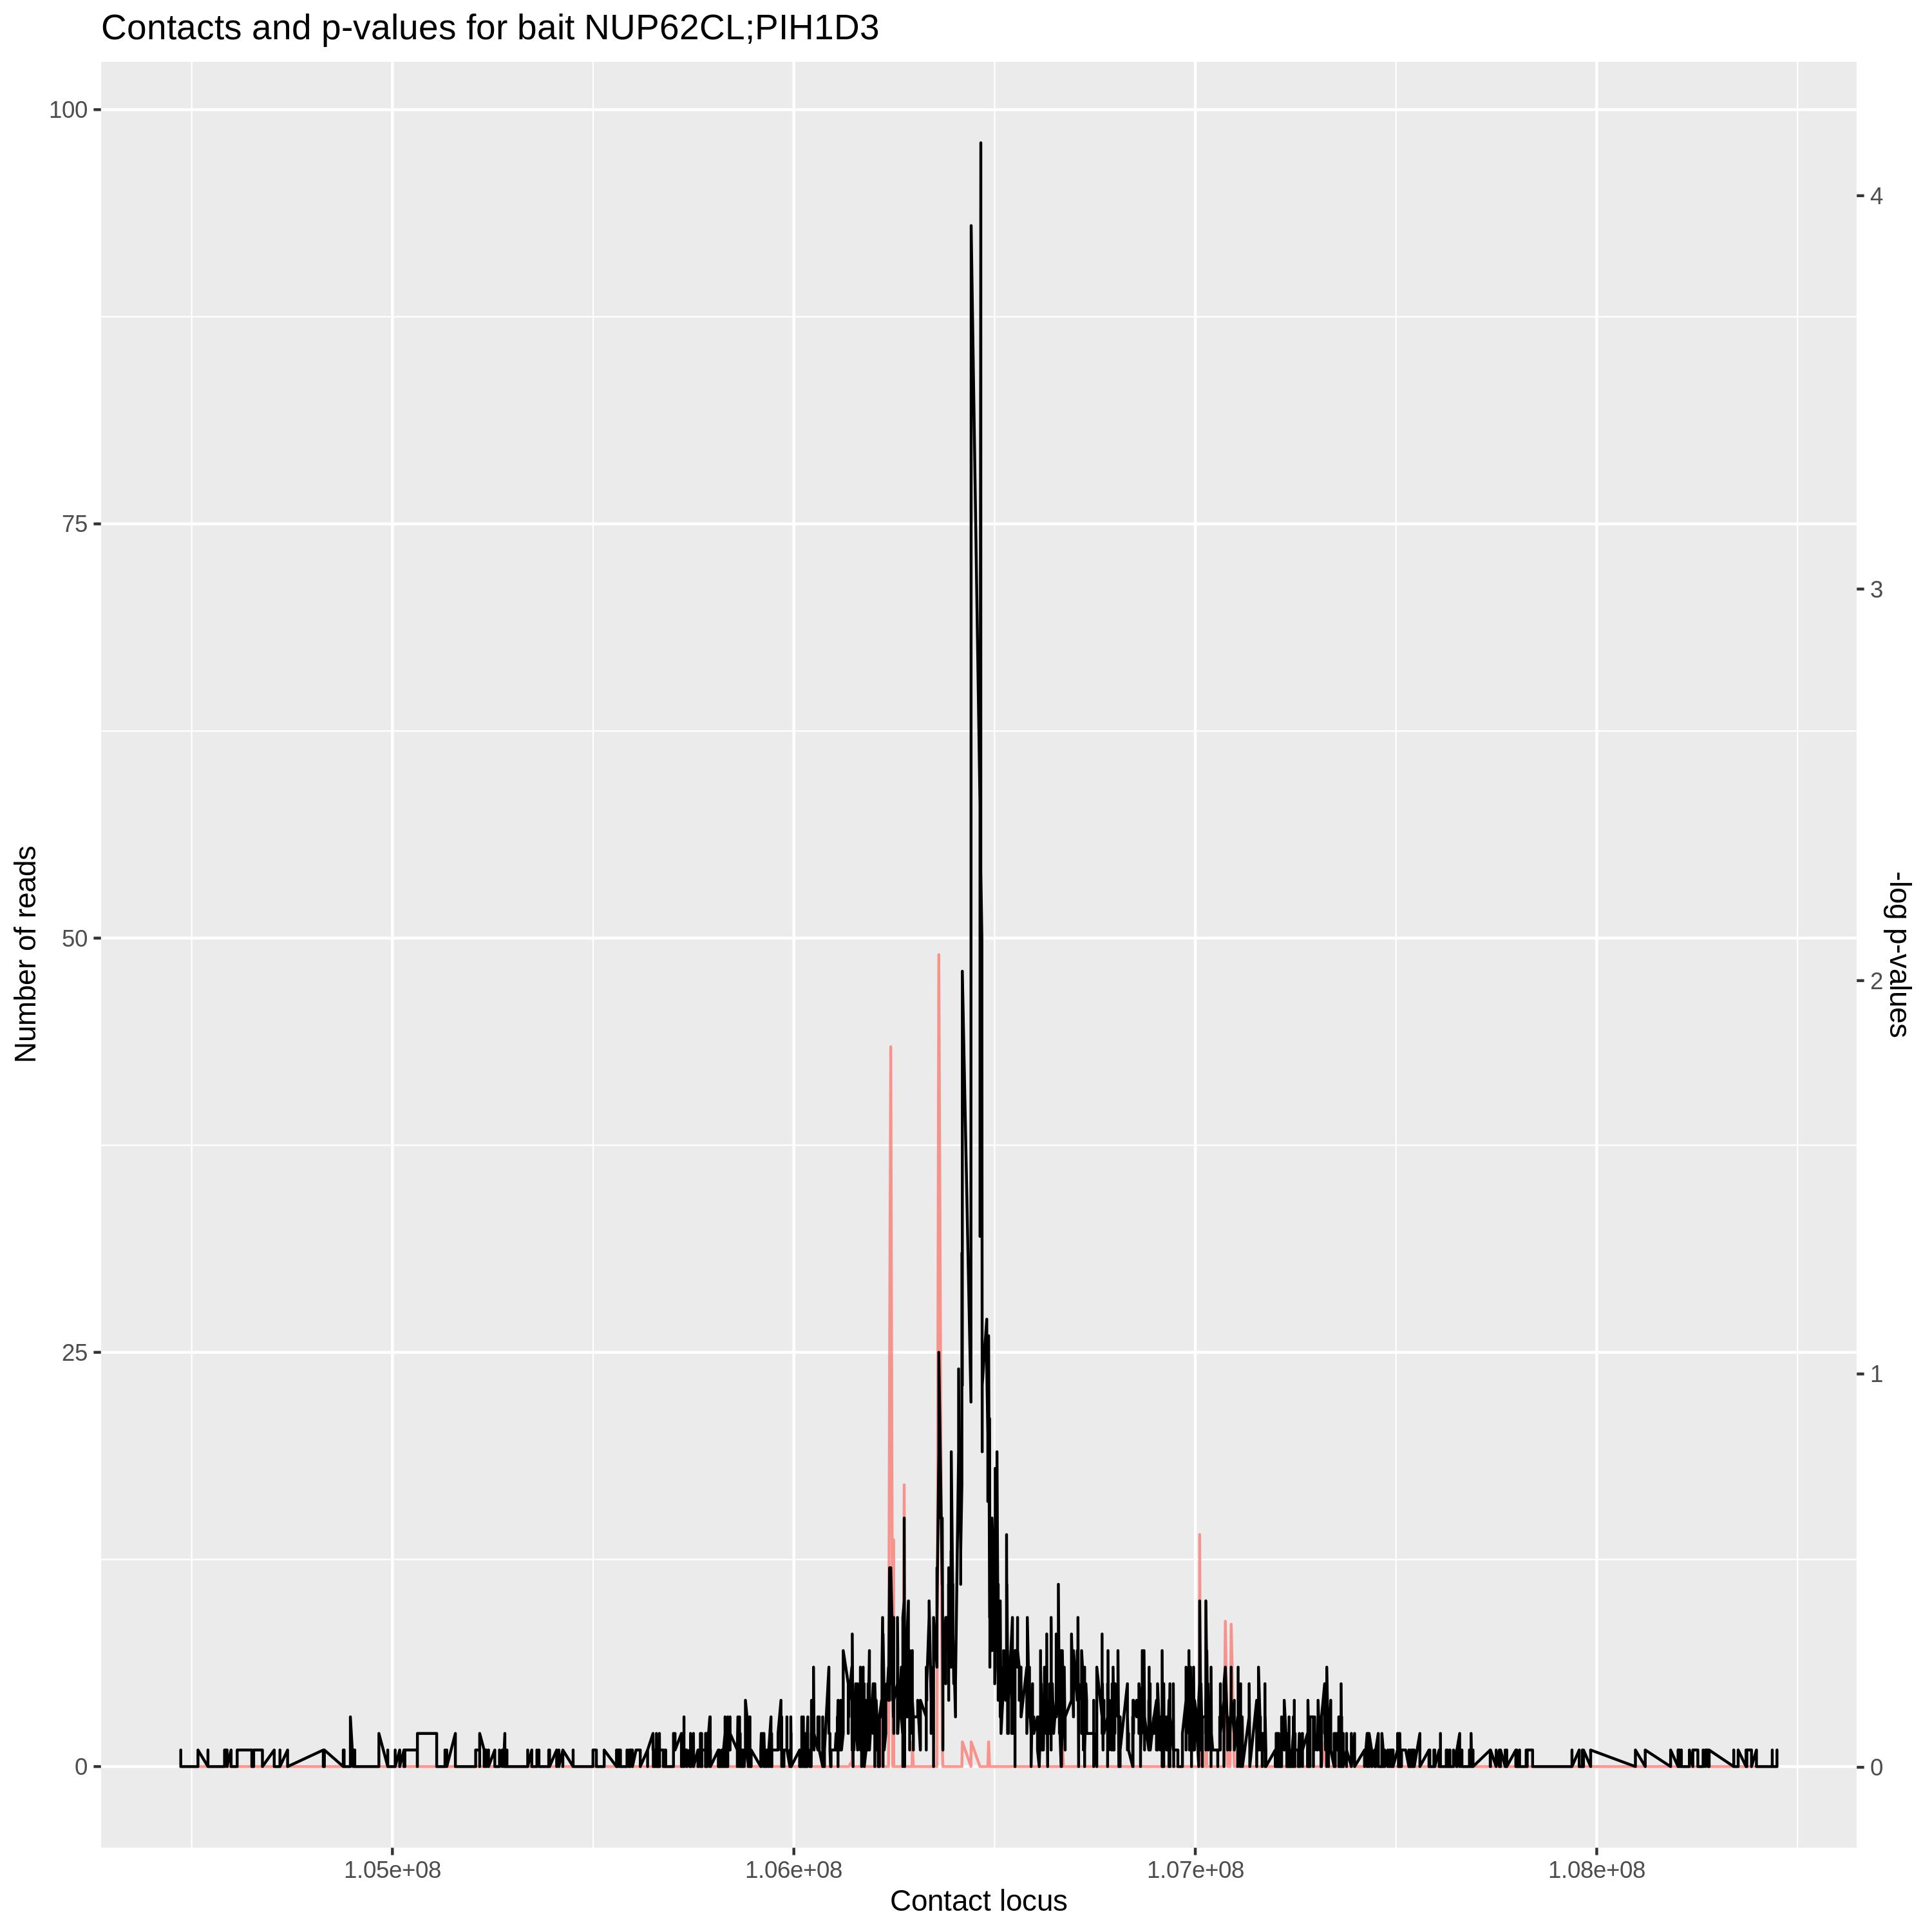 Contacts and p-values for bait NUP62CL;PIH1D3
100
75
50
25
0
Number of reads
4
3
2
1
0
-log p-values
1.05e+08
1.06e+08
1.07e+08
1.08e+08
Contact locus